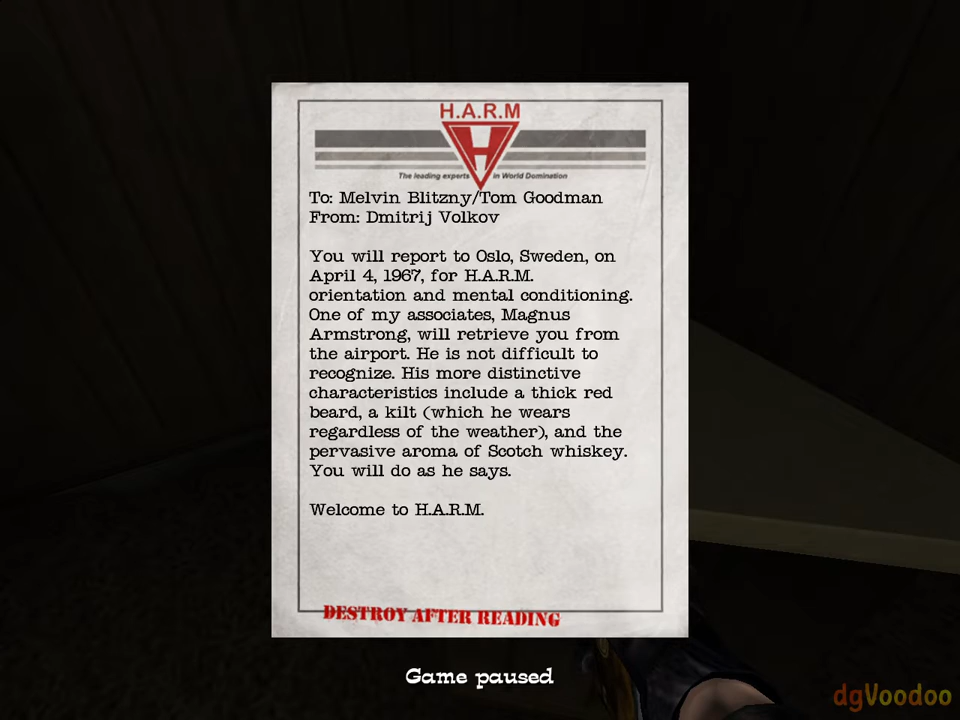 H.A.R.M
H
The leading experts in World Domination
To: Melvin Blitzny/Tom Goodman
From: Dmitrij Volkov
You will report to Oslo, Sweden, on
April 4, 1967, for H.A.R.M.
orientation and mental conditioning.
One of my associates, Magnus
Armstrong, will retrieve you from
the airport. He is not difficult to
recognize. His more distinctive
characteristics include a thick red
beard, a kilt (which he wears
regardless of the weather), and the
pervasive aroma of Scotch whiskey.
You will do as he says.
Welcome to H.A.R.M.
DESTROY AFTER READING
Game paused
dgVoodoo